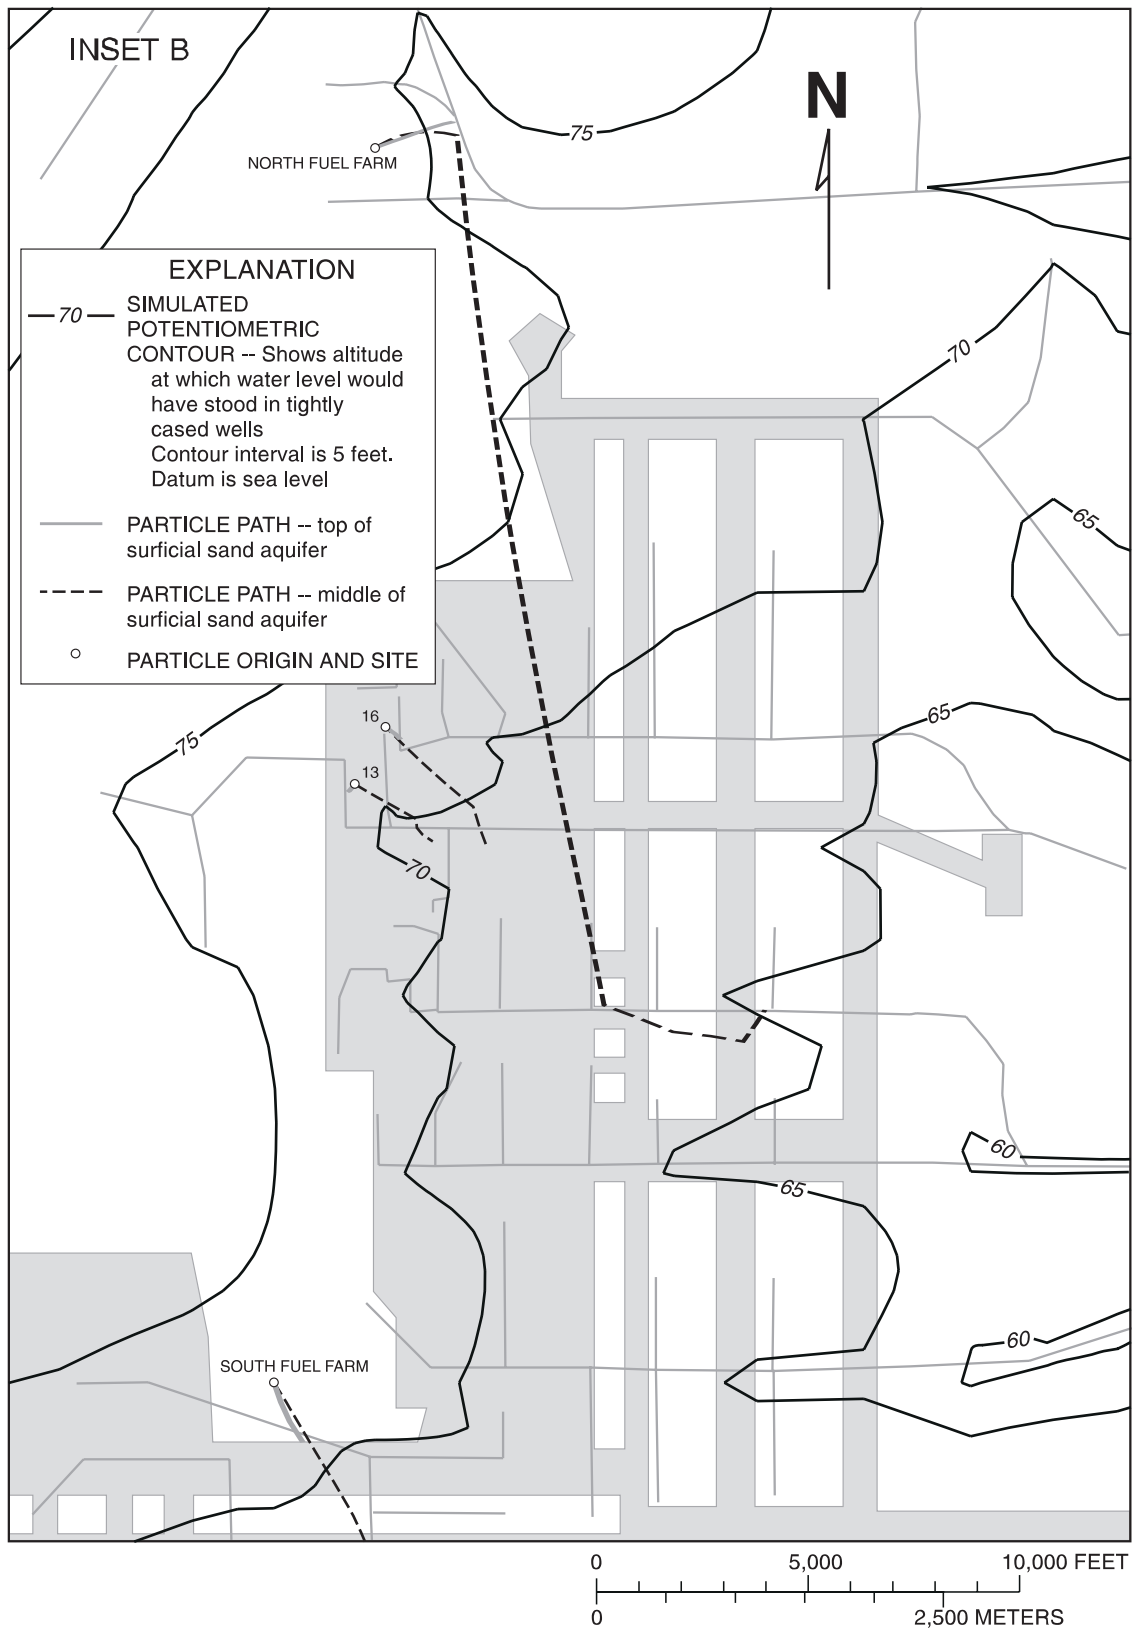 INSET B
N
75
NORTH FUEL FARM
EXPLANATION
70
SIMULATED
POTENTIOMETRIC
CONTOUR -- Shows altitude
at which water level would
have stood in tightly
cased wells
Contour interval is 5 feet.
Datum is sea level
PARTICLE PATH -- top of
surficial sand aquifer
PARTICLE PATH -- middle of
surficial sand aquifer
PARTICLE ORIGIN AND SITE
70
65
16
65
75
13
70
60
65
60
SOUTH FUEL FARM
0 5,000 10,000 FEET
0 2,500 METERS